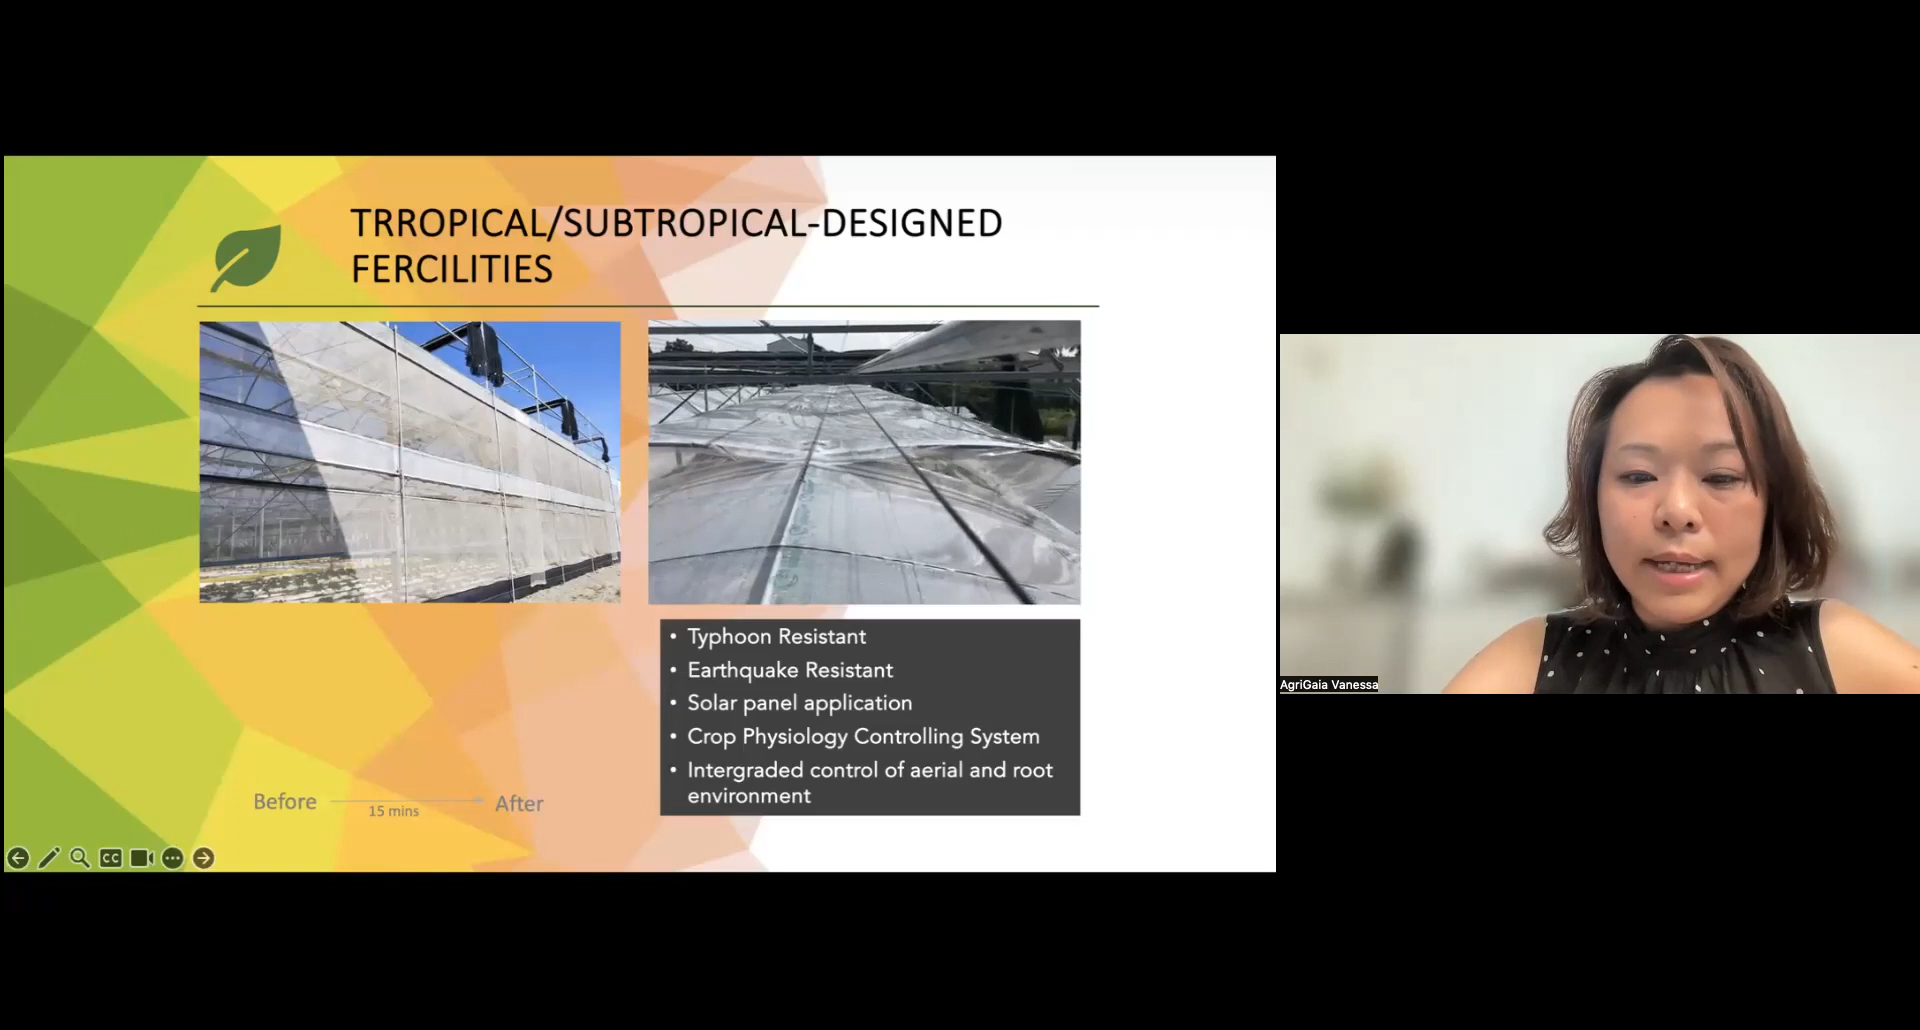 TRROPICAL/SUBTROPICAL-DESIGNED
FERCILITIES
• Typhoon Resistant
• Earthquake Resistant
• Solar panel application
• Crop Physiology Controlling System
• Intergraded control of aerial and root
environment
Before
15 mins
After
CC
AgriGaia Vanessa